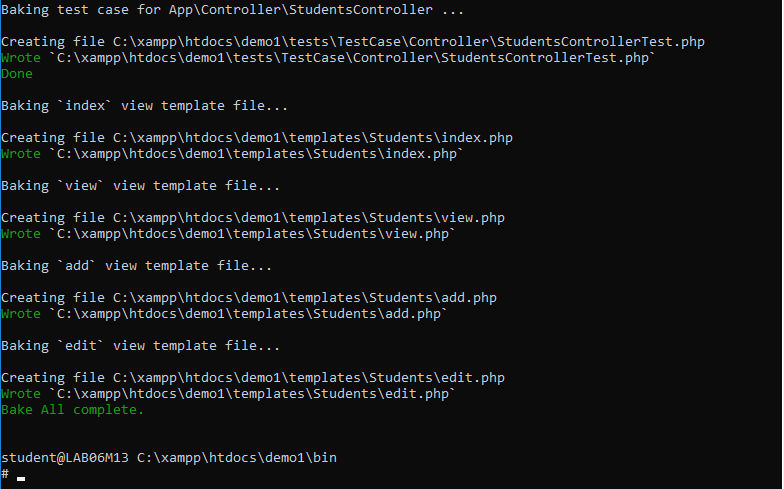 Baking test case for App\Controller\StudentsController ...
Creating file C:\xampp\htdocs\demo1\tests\TestCase\Controller\StudentsControllerTest.php
Wrote `C:\xampp\htdocs\demo1\tests\TestCase\Controller\StudentsControllerTest.php`
Done
Baking `index` view template file...
Creating file C:\xampp\htdocs\demo1\templates\Students\index.php
Wrote `C:\xampp\htdocs\demo1\templates\Students\index.php`
Baking `view` view template file...
Creating file C:\xampp\htdocs\demo1\templates\Students\view.php
Wrote `C:\xampp\htdocs\demo1\templates\Students\view.php`
Baking `add` view template file...
Creating file C:\xampp\htdocs\demo1\templates\Students\add.php
Wrote `C:\xampp\htdocs\demo1\templates\Students\add.php`
Baking `edit` view template file...
Creating file C:\xampp\htdocs\demo1\templates\Students\edit.php
Wrote `C:\xampp\htdocs\demo1\templates\Students\edit.php`
Bake All complete.
student@LAB06M13 C:\xampp\htdocs\demo1\bin
#